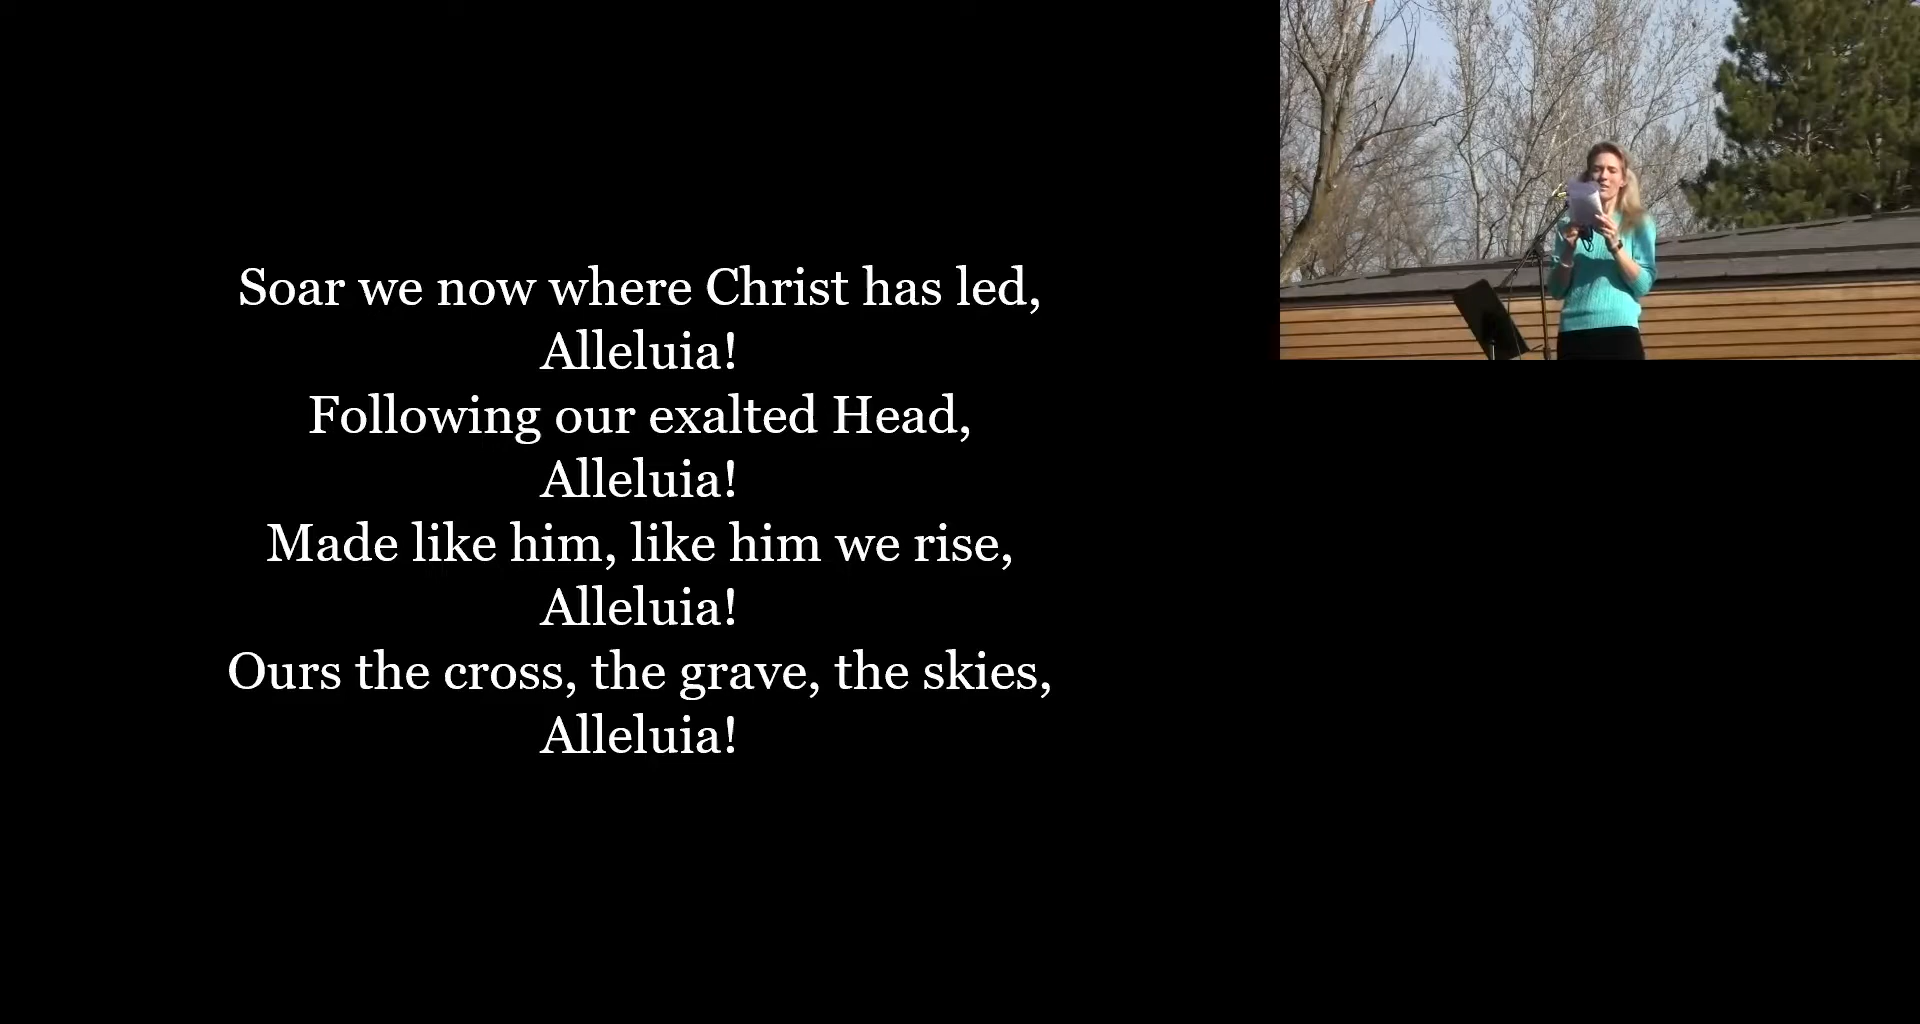 Soar we now where Christ has led,
Alleluia!
Following our exalted Head,
Alleluia!
Made like him, like him we rise,
Alleluia!
Ours the cross, the grave, the skies,
Alleluia!